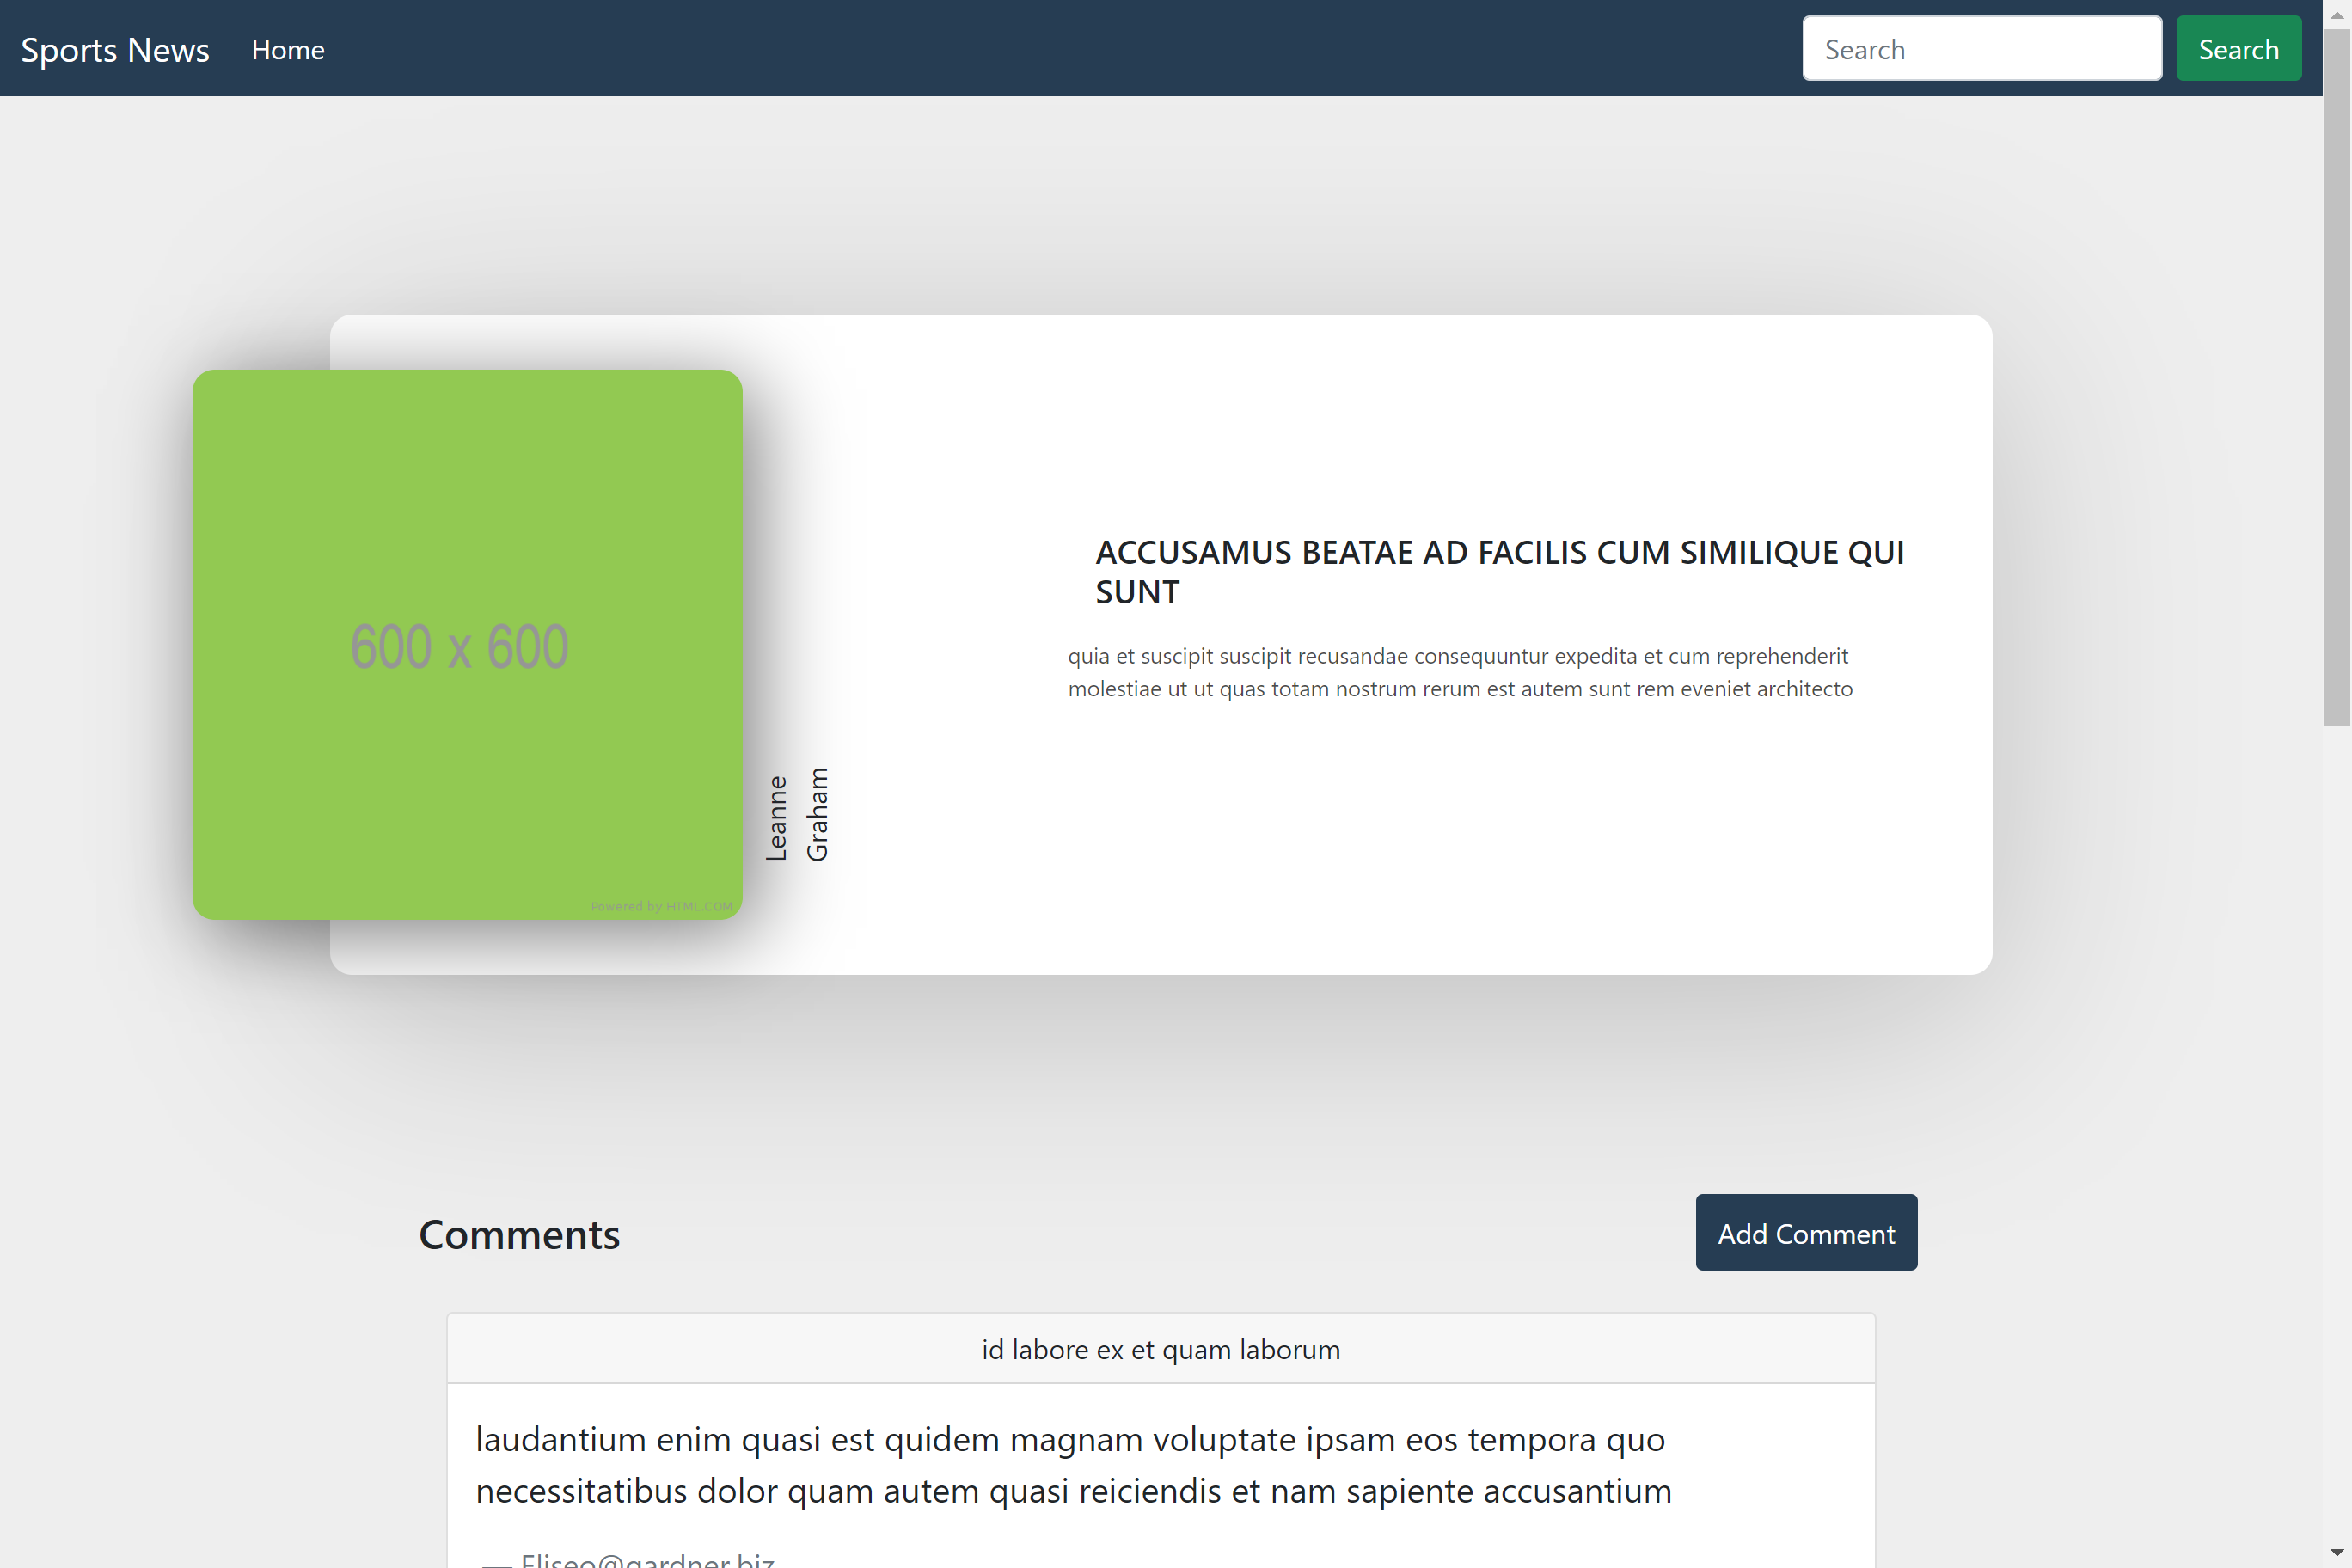 Sports News
Home
Search
Search
600 x 600
Powered by HTML.COM
Leanne
Graham
ACCUSAMUS BEATAE AD FACILIS CUM SIMILIQUE QUI
SUNT
quia et suscipit suscipit recusandae consequuntur expedita et cum reprehenderit
molestiae ut ut quas totam nostrum rerum est autem sunt rem eveniet architecto
Comments
Add Comment
id labore ex et quam laborum
laudantium enim quasi est quidem magnam voluptate ipsam eos tempora quo
necessitatibus dolor quam autem quasi reiciendis et nam sapiente accusantium
— Eliseo@gardner.biz